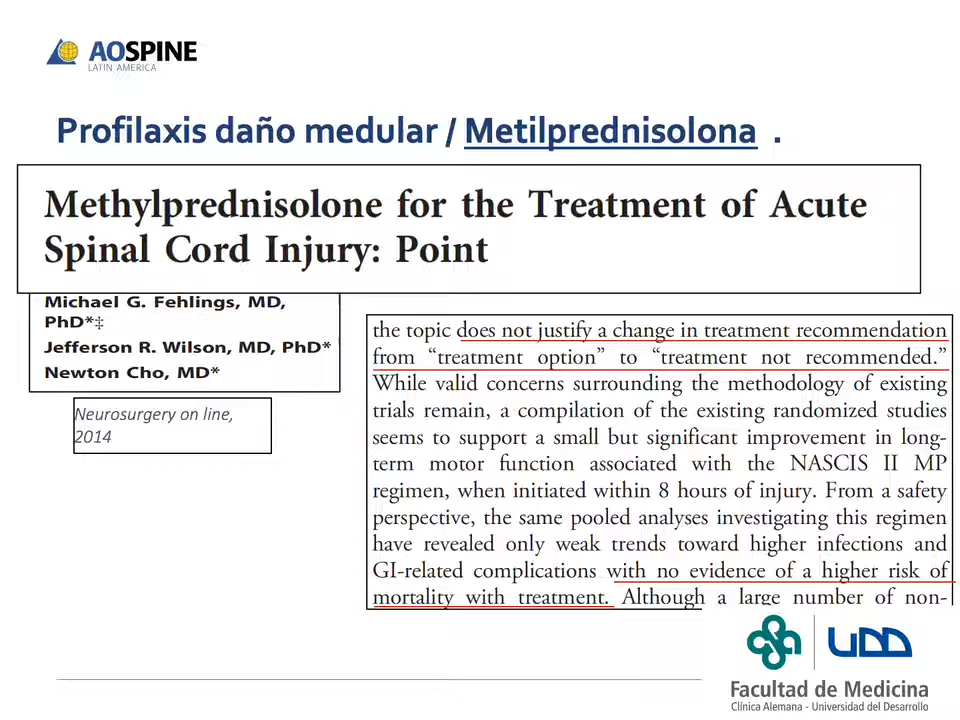 AOSPINE
LATIN AMERICA
Profilaxis daño medular / Metilprednisolona .
Methylprednisolone for the Treatment of Acute
Spinal Cord Injury: Point
Michael G. Fehlings, MD,
PhD*‡
Jefferson R. Wilson, MD, PhD*
Newton Cho, MD*
Neurosurgery on line,
2014
the topic does not justify a change in treatment recommendation
from “treatment option” to “treatment not recommended.”
While valid concerns surrounding the methodology of existing
trials remain, a compilation of the existing randomized studies
seems to support a small but significant improvement in long-
term motor function associated with the NASCIS II MP
regimen, when initiated within 8 hours of injury. From a safety
perspective, the same pooled analyses investigating this regimen
have revealed only weak trends toward higher infections and
GI-related complications with no evidence of a higher risk of
mortality with treatment. Although a large number of non-
UDD
Facultad de Medicina
Clínica Alemana - Universidad del Desarrollo